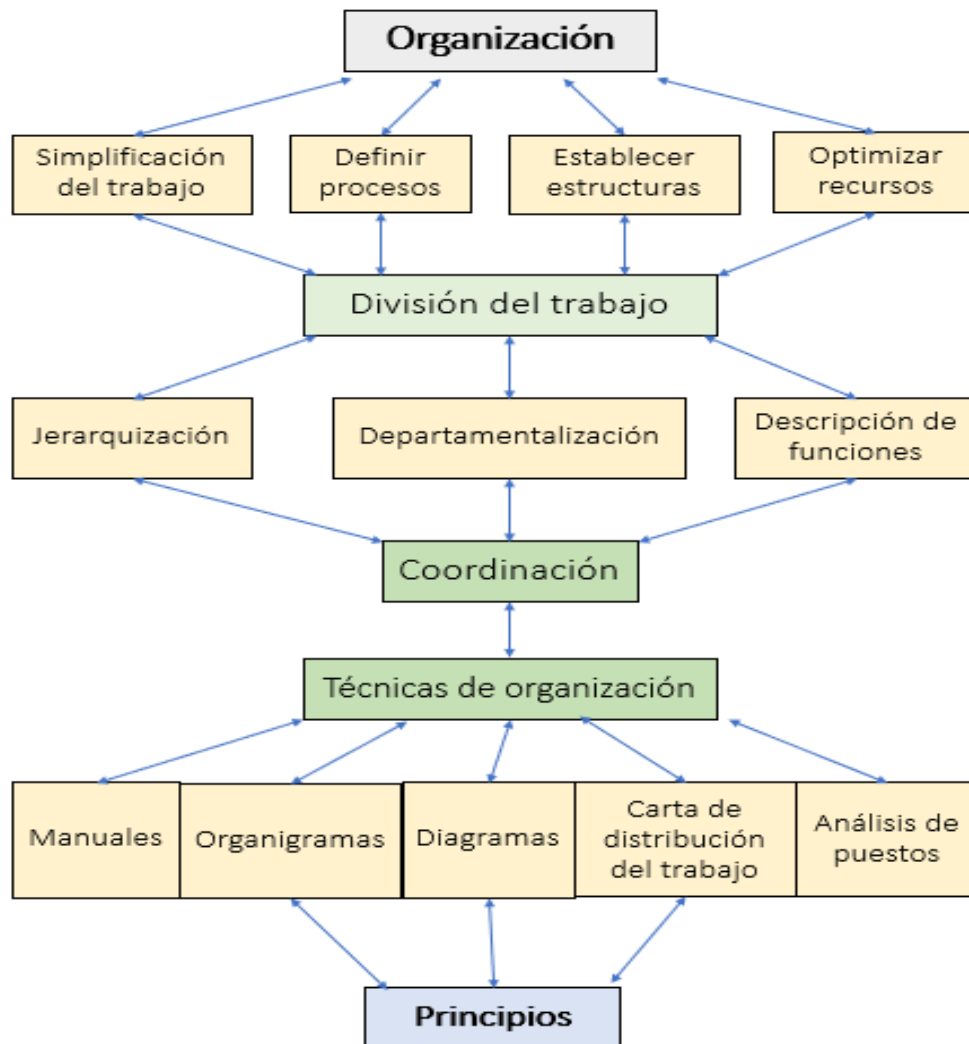 Organización
Simplificación
del trabajo
Definir
procesos
Establecer
estructuras
Optimizar
recursos
División del trabajo
Jerarquización
Departamentalización
Descripción de
funciones
Coordinación
Técnicas de organización
Manuales
Organigramas
Diagramas
Carta de
distribución
del trabajo
Análisis de
puestos
Principios